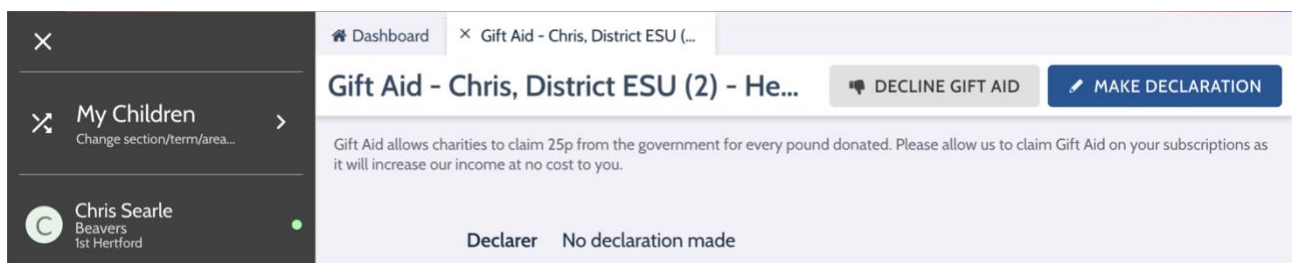 My Children
Change section/term/area...
C
Chris Searle
Beavers
1st Hertford
Dashboard
× Gift Aid - Chris, District ESU (...
Gift Aid - Chris, District ESU (2) - He...
DECLINE GIFT AID
MAKE DECLARATION
Gift Aid allows charities to claim 25p from the government for every pound donated. Please allow us to claim Gift Aid on your subscriptions as
it will increase our income at no cost to you.
Declarer No declaration made